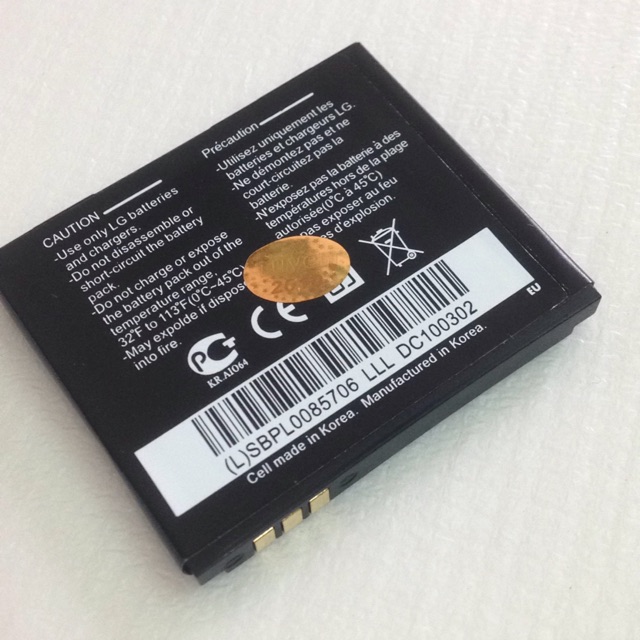 CAUTION
-Use only LG batteries
and chargers.
-Do not disassemble or
short-circuit the battery
pack.
-Do not charge or expose
the battery pack out of the
temperature range.
32°F to 113°F(0°C~45°C)
-May explode if dispos
into fire.
Précaution
-Utilisez uniquement les
batteries et chargeurs LG.
-Ne démontez pas et ne
court-circuitez pas la
batterie.
-N'exposez pas la batterie à des
températures hors de la plage
autorisée(0°C à 45°C)
pas exposer au feu
KR.AЮ64
CE
EU
(L)SBPL0085706 LLL DC100302
Cell made in Korea. Manufactured in Korea.